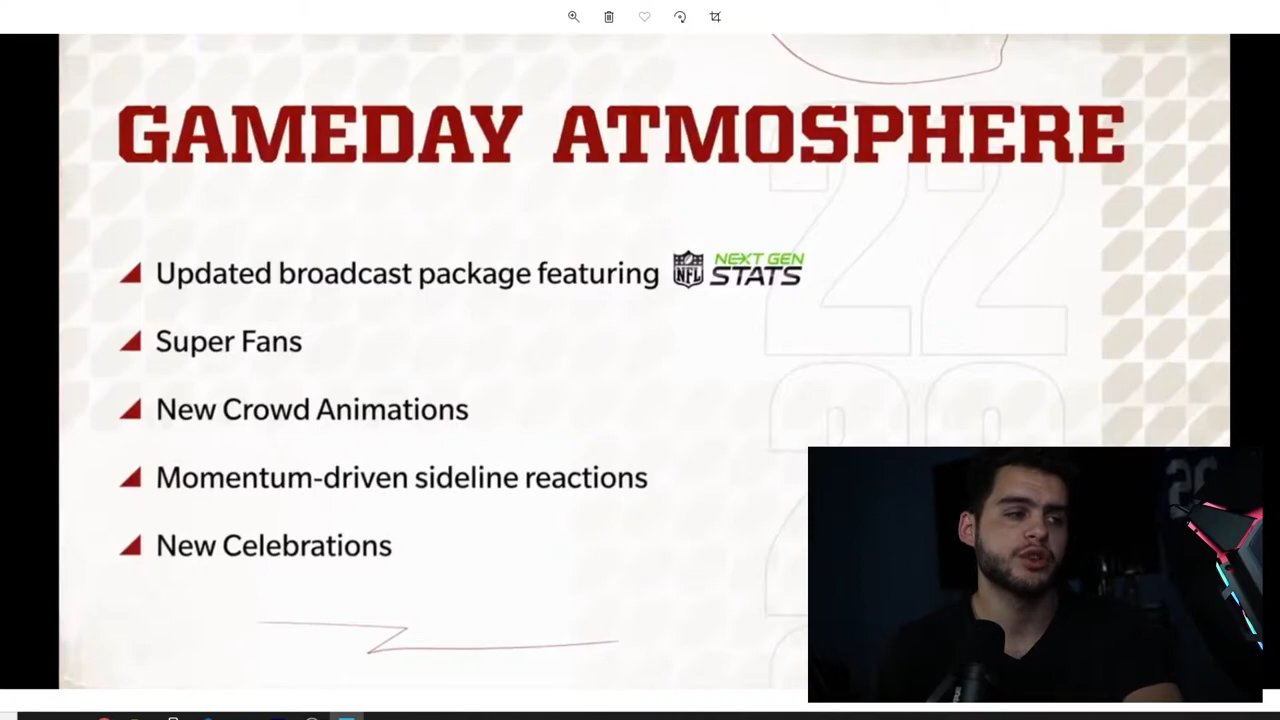 GAMEDAY ATMOSPHERE
Updated broadcast package featuring NFL NEXT GEN STATS
Super Fans
New Crowd Animations
Momentum-driven sideline reactions
New Celebrations
22